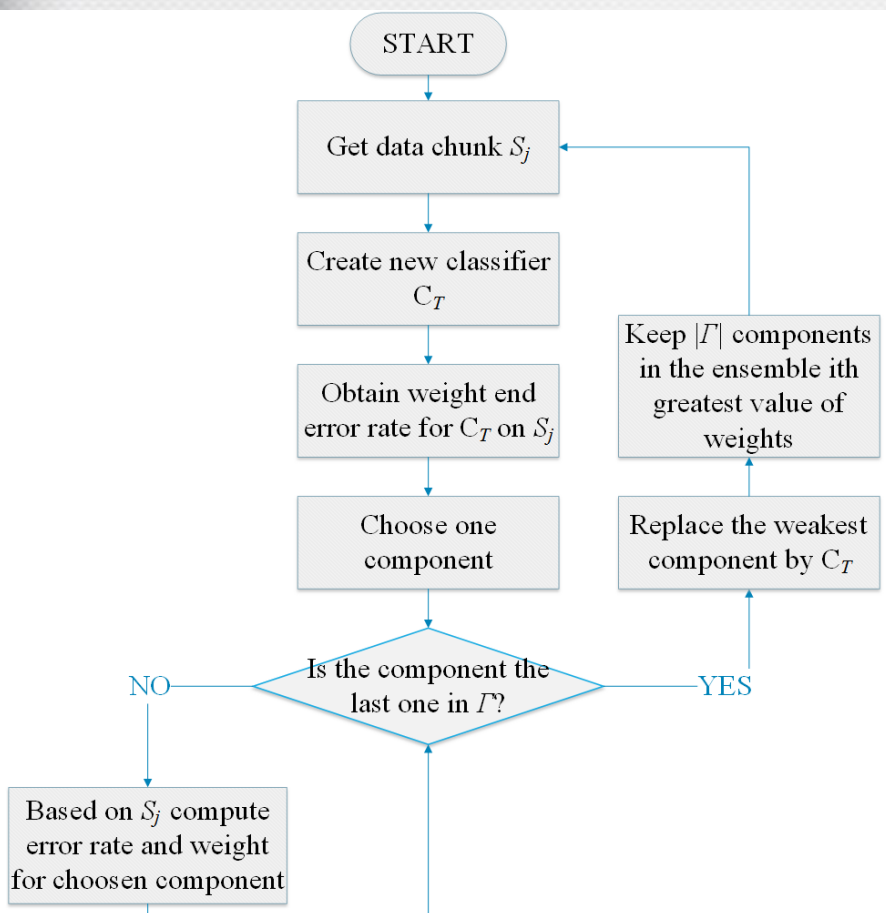 START
Get data chunk Sj
Create new classifier
CT
Obtain weight end
error rate for CT on Sj
Choose one
component
Is the component the
last one in Γ?
NO
YES
Based on Sj compute
error rate and weight
for choosen component
Replace the weakest
component by CT
Keep |Γ| components
in the ensemble ith
greatest value of
weights